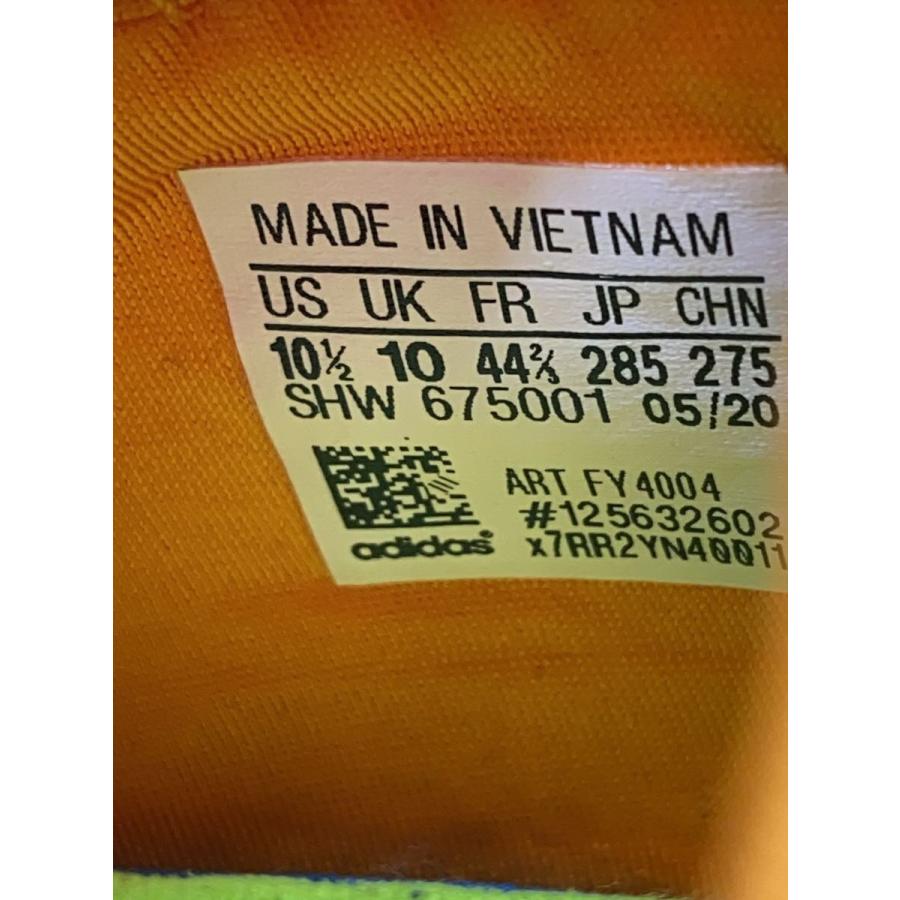 MADE IN VIETNAM
US UK FR JP CHN
10½ 10 44⅔ 285 275
SHW 675001 05/20
ART FY4004
#125632602
x7RR2YN40011
adidas